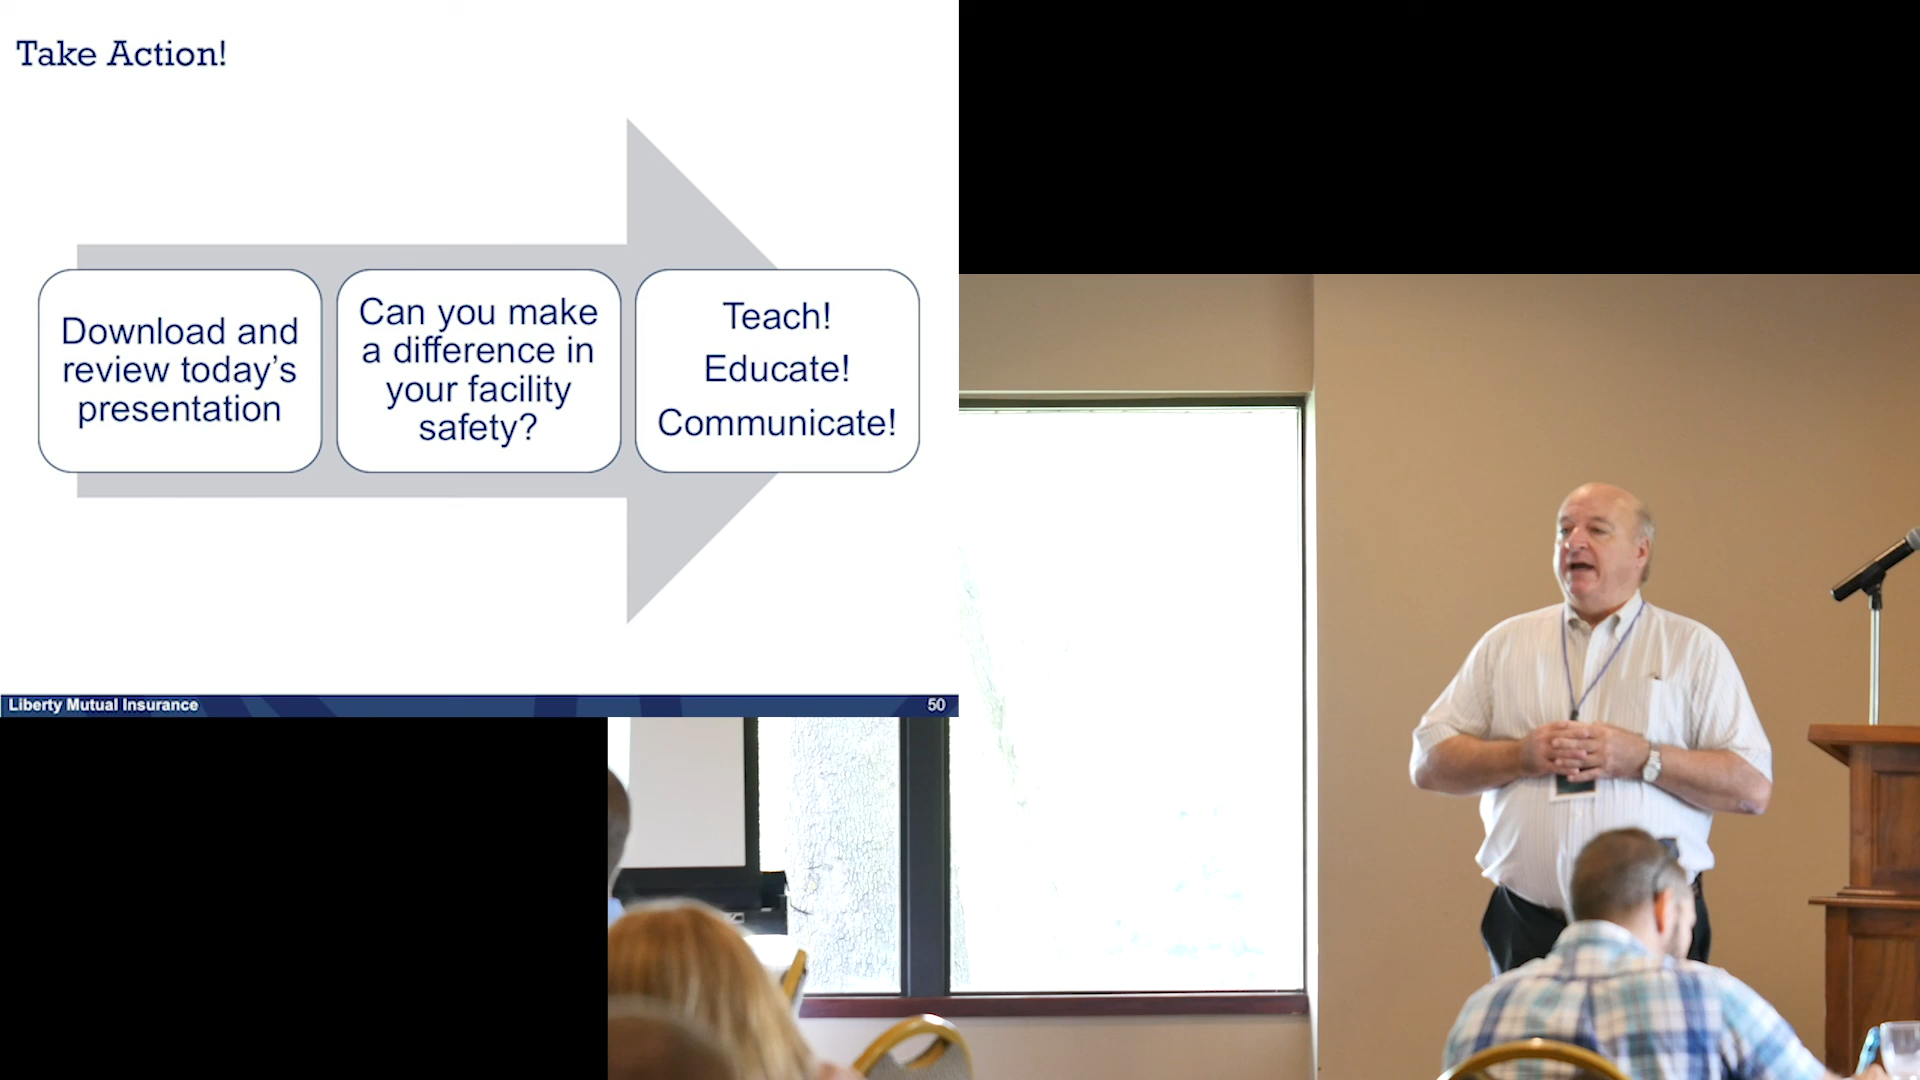 Take Action!
Download and
review today's
presentation
Can you make
a difference in
your facility
safety?
Teach!
Educate!
Communicate!
Liberty Mutual Insurance
50